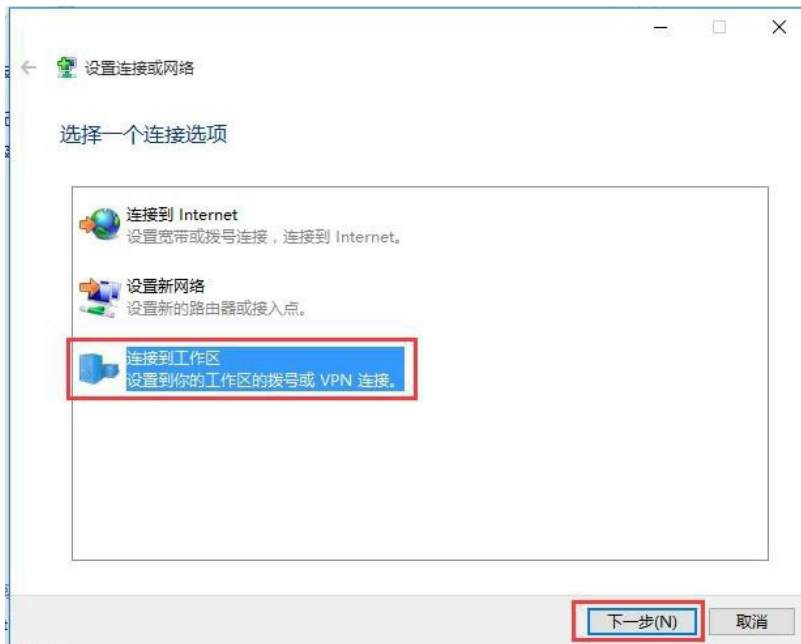 设置连接或网络
选择一个连接选项
连接到 Internet
设置宽带或拨号连接，连接到 Internet。
设置新网络
设置新的路由器或接入点。
连接到工作区
设置到你的工作区的拨号或 VPN 连接。
下一步(N)
取消